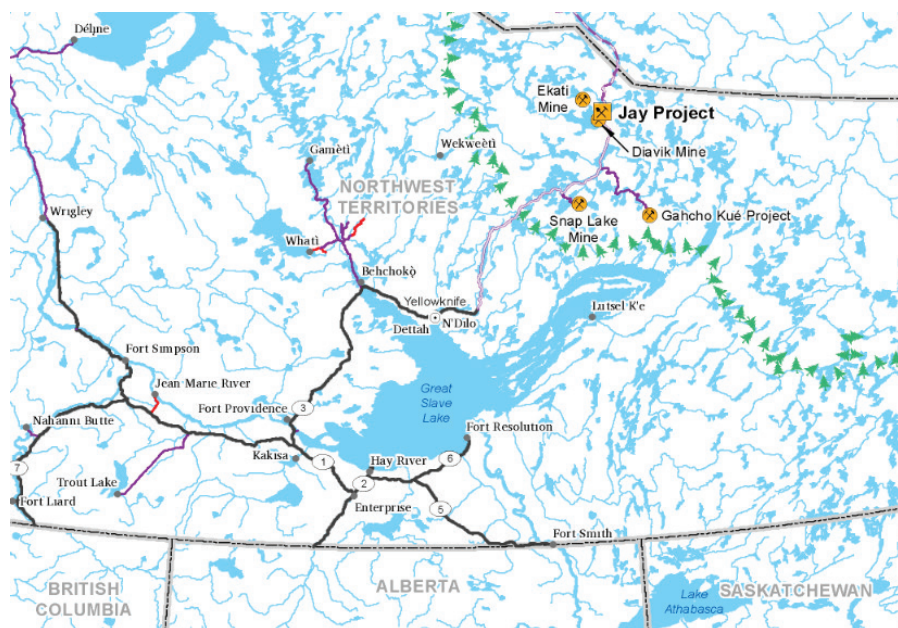 Délı̨ne
Ekati
Mine
Jay Project
Diavik Mine
Wekweètì
Gamètì
NORTHWEST
TERRITORIES
Wrigley
Snap Lake
Mine
Gahcho Kué Project
Whatì
Behchokǫ̀
Yellowknife
Dettah
N'Dilo
Lutsel K'e
Fort Simpson
Jean Marie River
Great
Slave
Lake
Fort Providence
3
Nahanni Butte
Fort Resolution
Kakisa
1
Hay River
6
7
Trout Lake
2
Fort Liard
Enterprise
5
Fort Smith
BRITISH
COLUMBIA
ALBERTA
SASKATCHEWAN
Lake
Athabasca